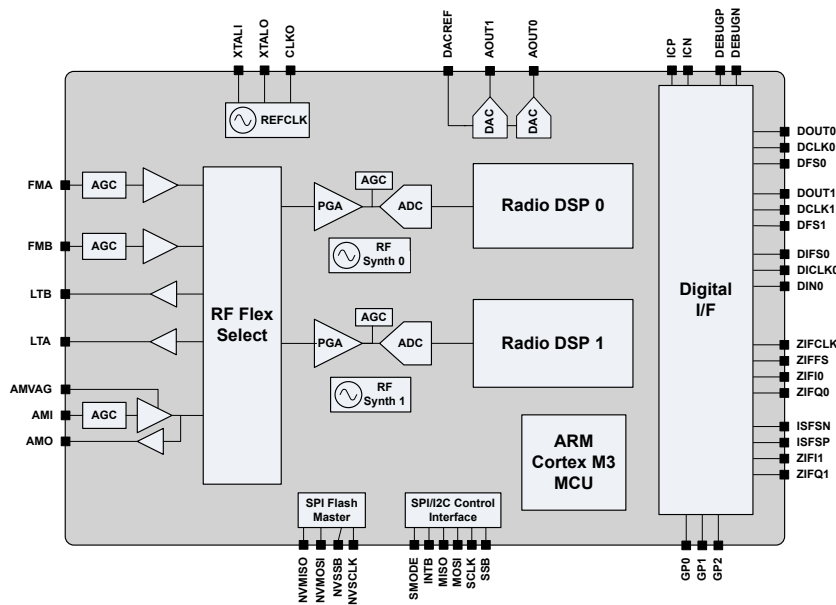 XTALI
XTALO
CLKO
DACREF
AOUT1
AOUT0
ICP
ICN
DEBUGP
DEBUGN
REFCLK
DAC
DAC
FMA
AGC
FMB
AGC
LTB
LTA
AMVAG
AMI
AGC
AMO
RF Flex
Select
PGA
AGC
ADC
RF
Synth 0
Radio DSP 0
PGA
AGC
ADC
RF
Synth 1
Radio DSP 1
ARM
Cortex M3
MCU
Digital
I/F
DOUT0
DCLK0
DFS0
DOUT1
DCLK1
DFS1
DIFS0
DICLK0
DIN0
ZIFCLK
ZIFFS
ZIFI0
ZIFQ0
ISFSN
ISFSP
ZIFI1
ZIFQ1
SPI Flash
Master
SPI/I2C Control
Interface
NVMISO
NVMOSI
NVSSB
NVSCLK
SMODE
INTB
MISO
MOSI
SCLK
SSB
GP0
GP1
GP2